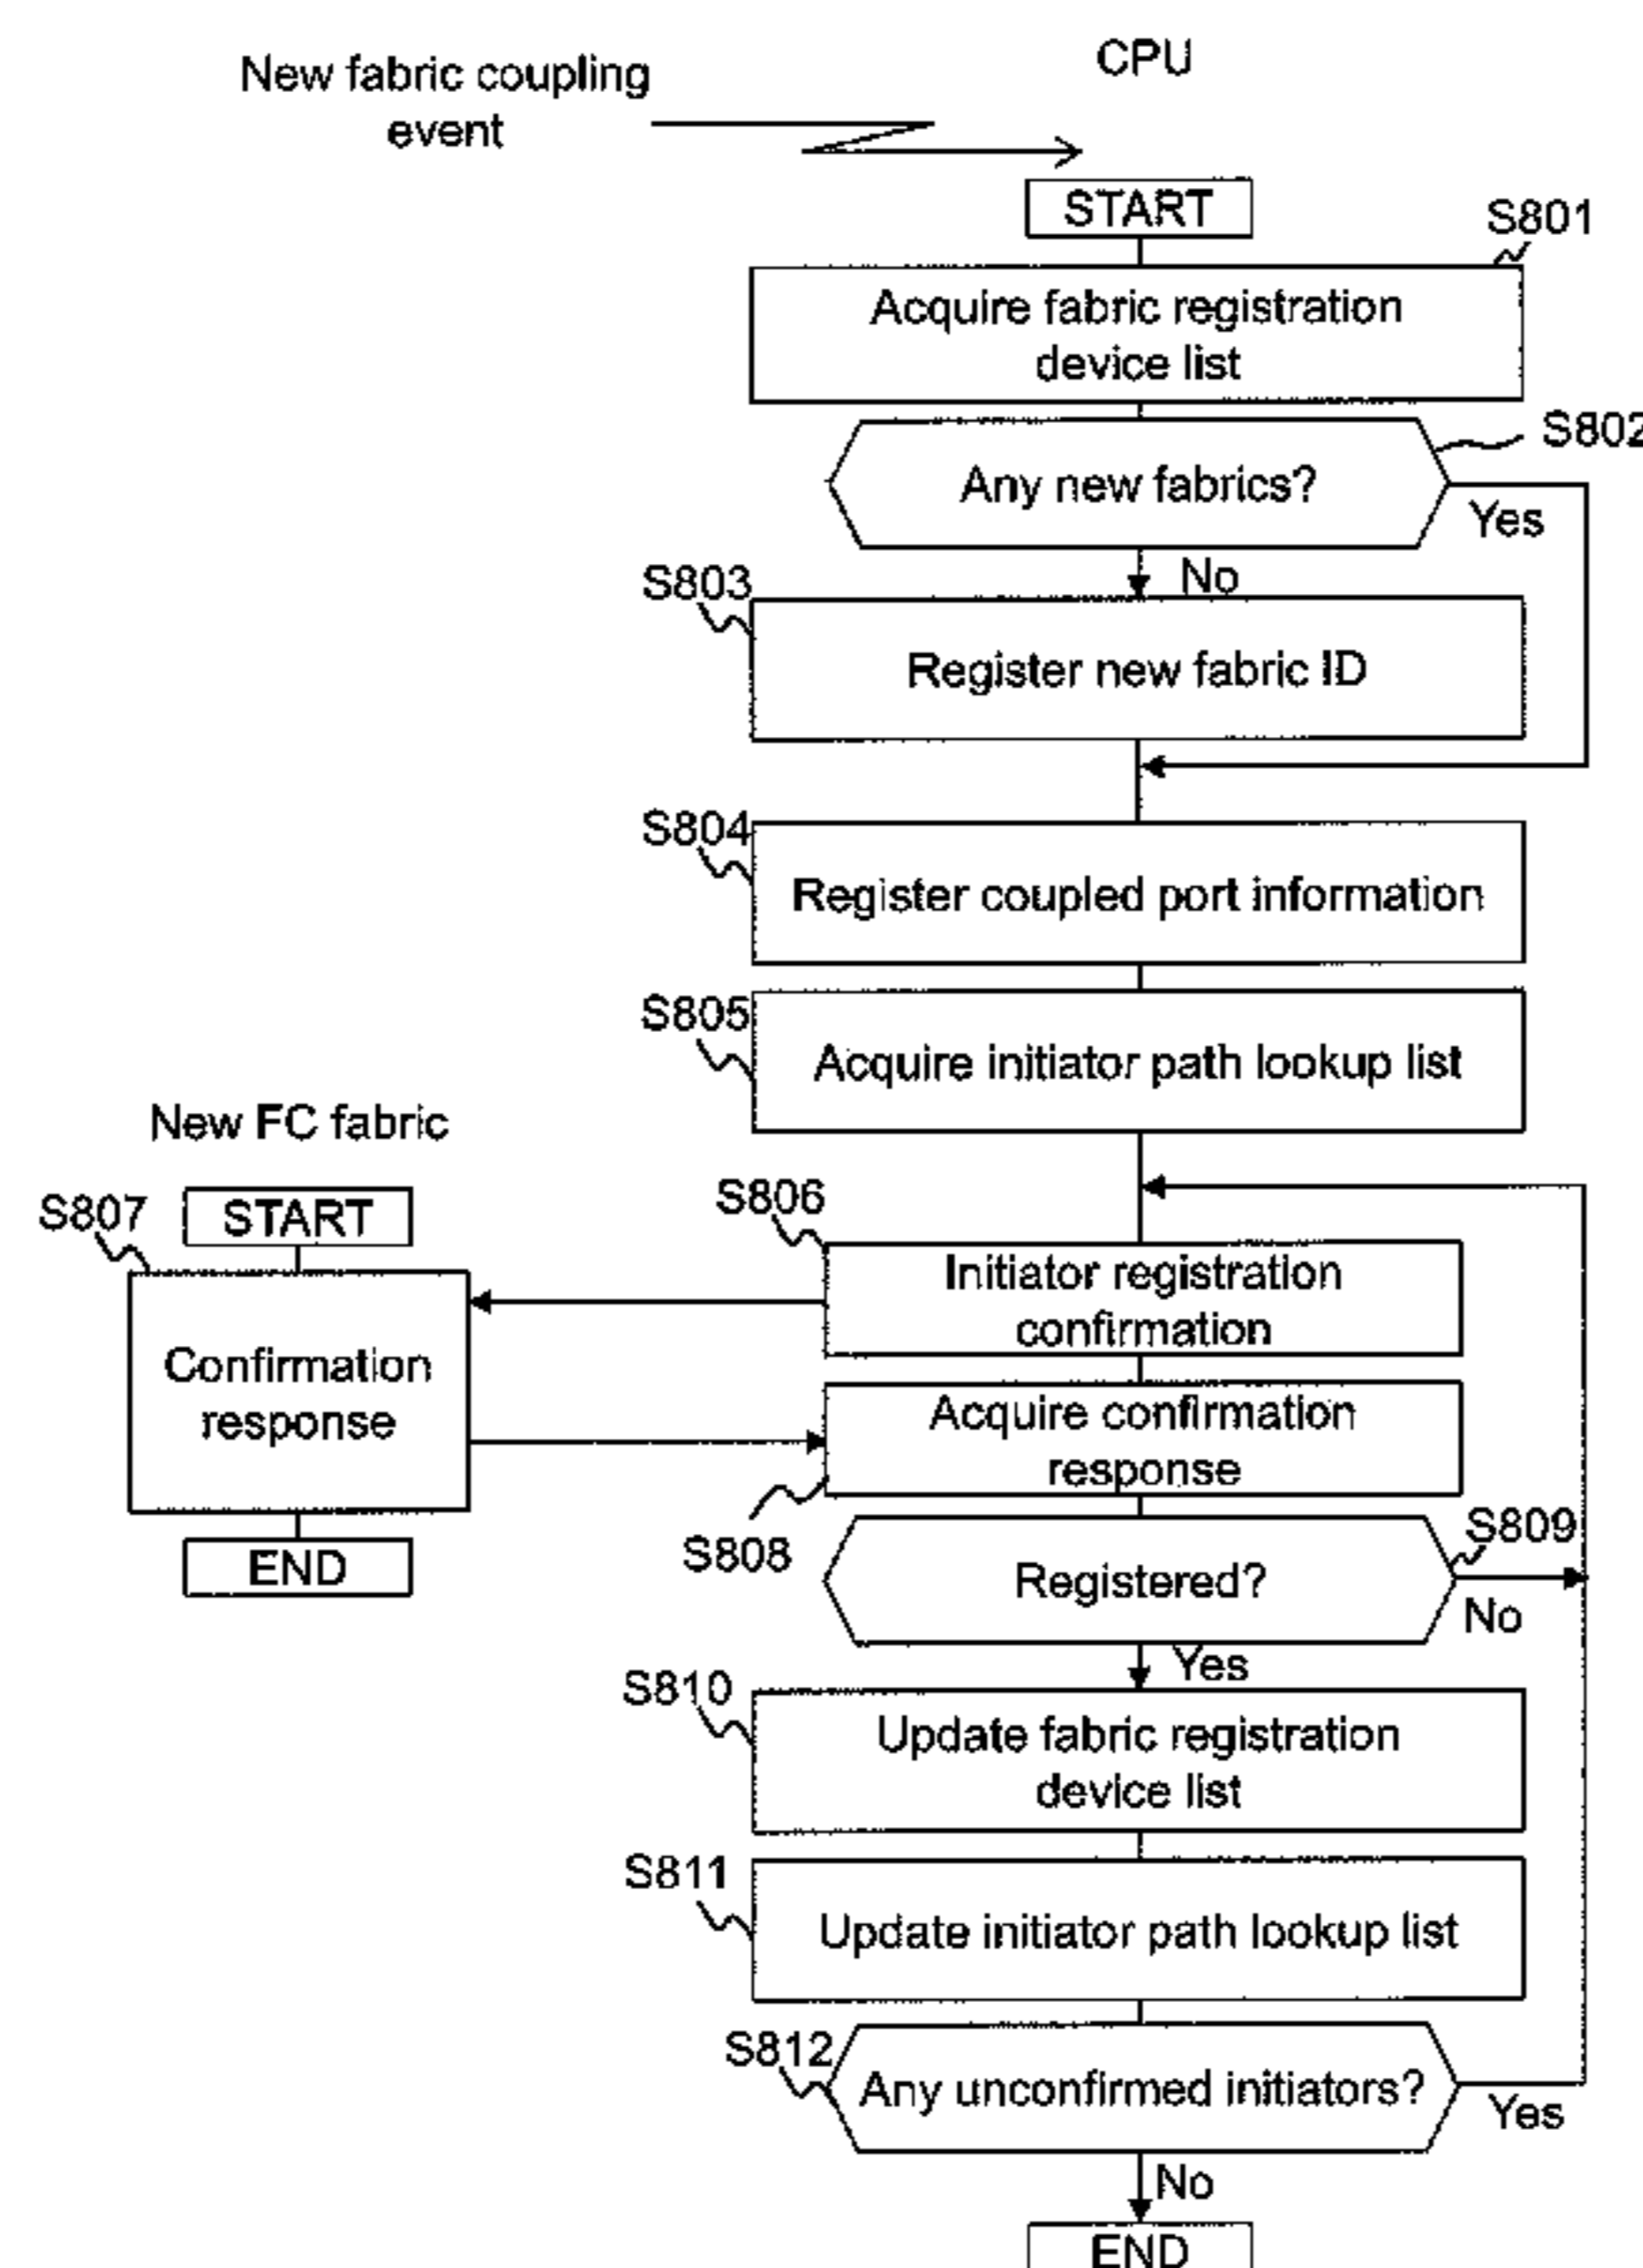 New fabric coupling
event
CPU
START
S801
Acquire fabric registration
device list
S802
Any new fabrics?
Yes
No
S803
Register new fabric ID
S804
Register coupled port information
S805
Acquire initiator path lookup list
New FC fabric
S807
START
S806
Initiator registration
confirmation
Confirmation
response
Acquire confirmation
response
S808
END
S809
Registered?
No
Yes
S810
Update fabric registration
device list
S811
Update initiator path lookup list
S812
Any unconfirmed initiators?
Yes
No
END